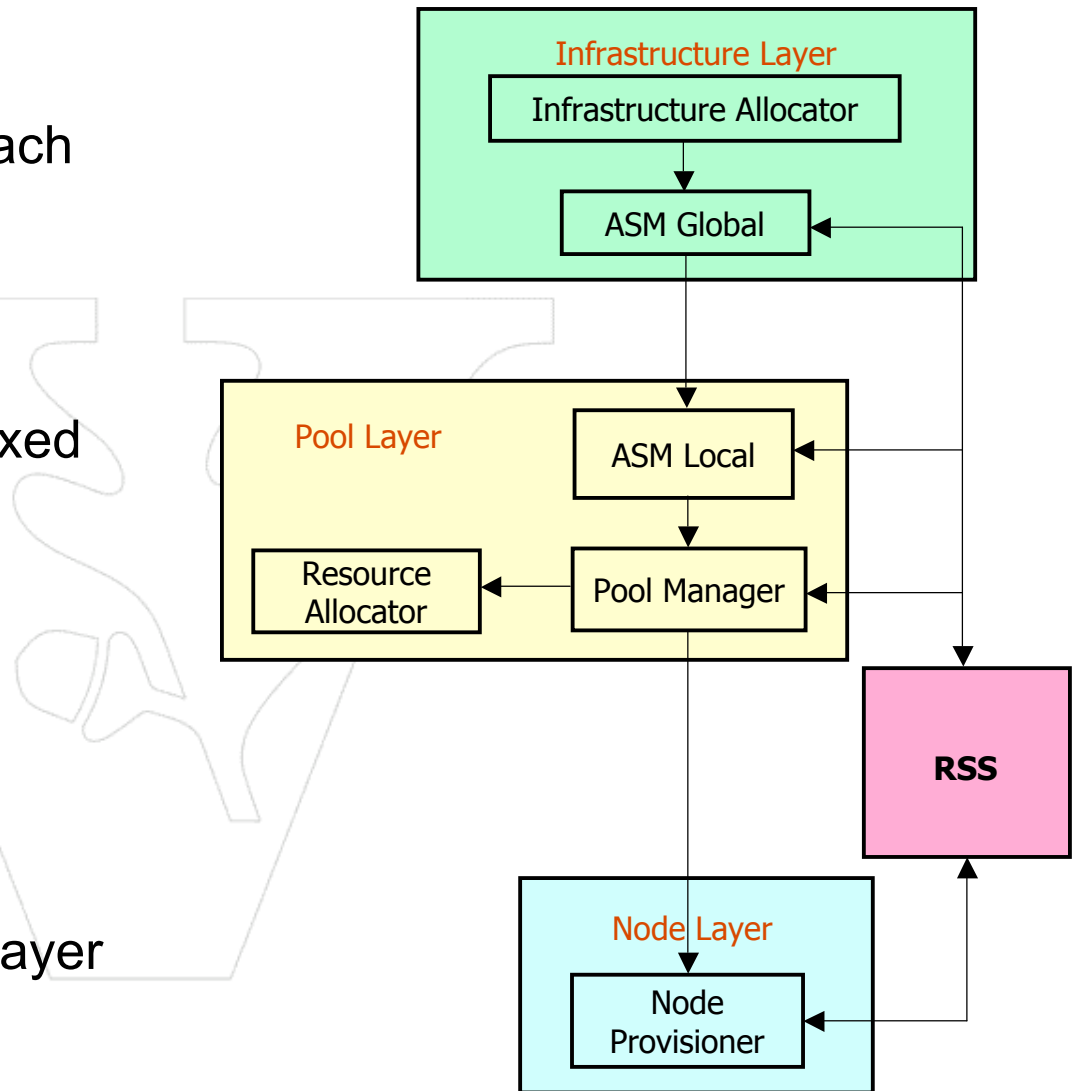 ach
xed
ayer
Infrastructure Layer
Infrastructure Allocator
ASM Global
Pool Layer
ASM Local
Resource
Allocator
Pool Manager
RSS
Node Layer
Node
Provisioner